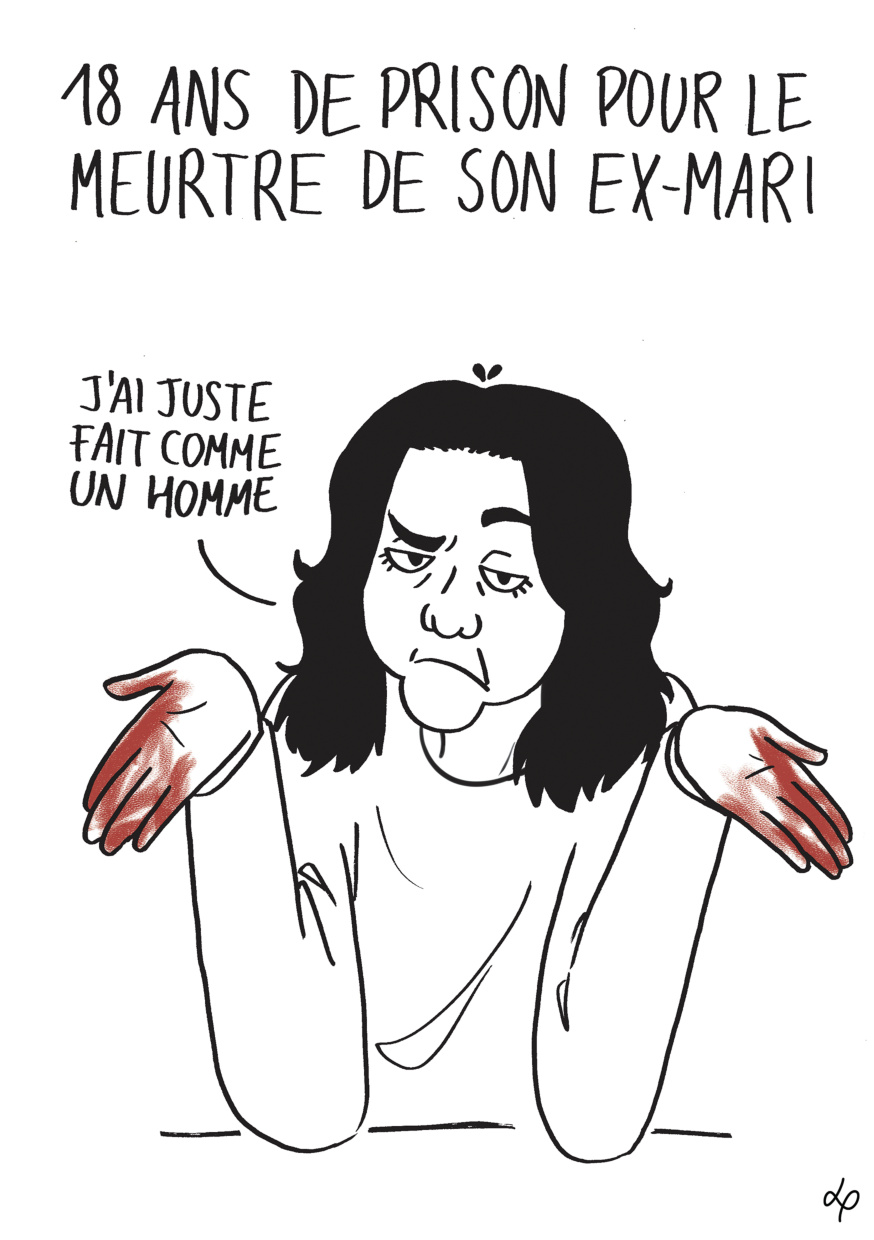 18 ANS DE PRISON POUR LE
MEURTRE DE SON EX-MARI
J'AI JUSTE
FAIT COMME
UN HOMME